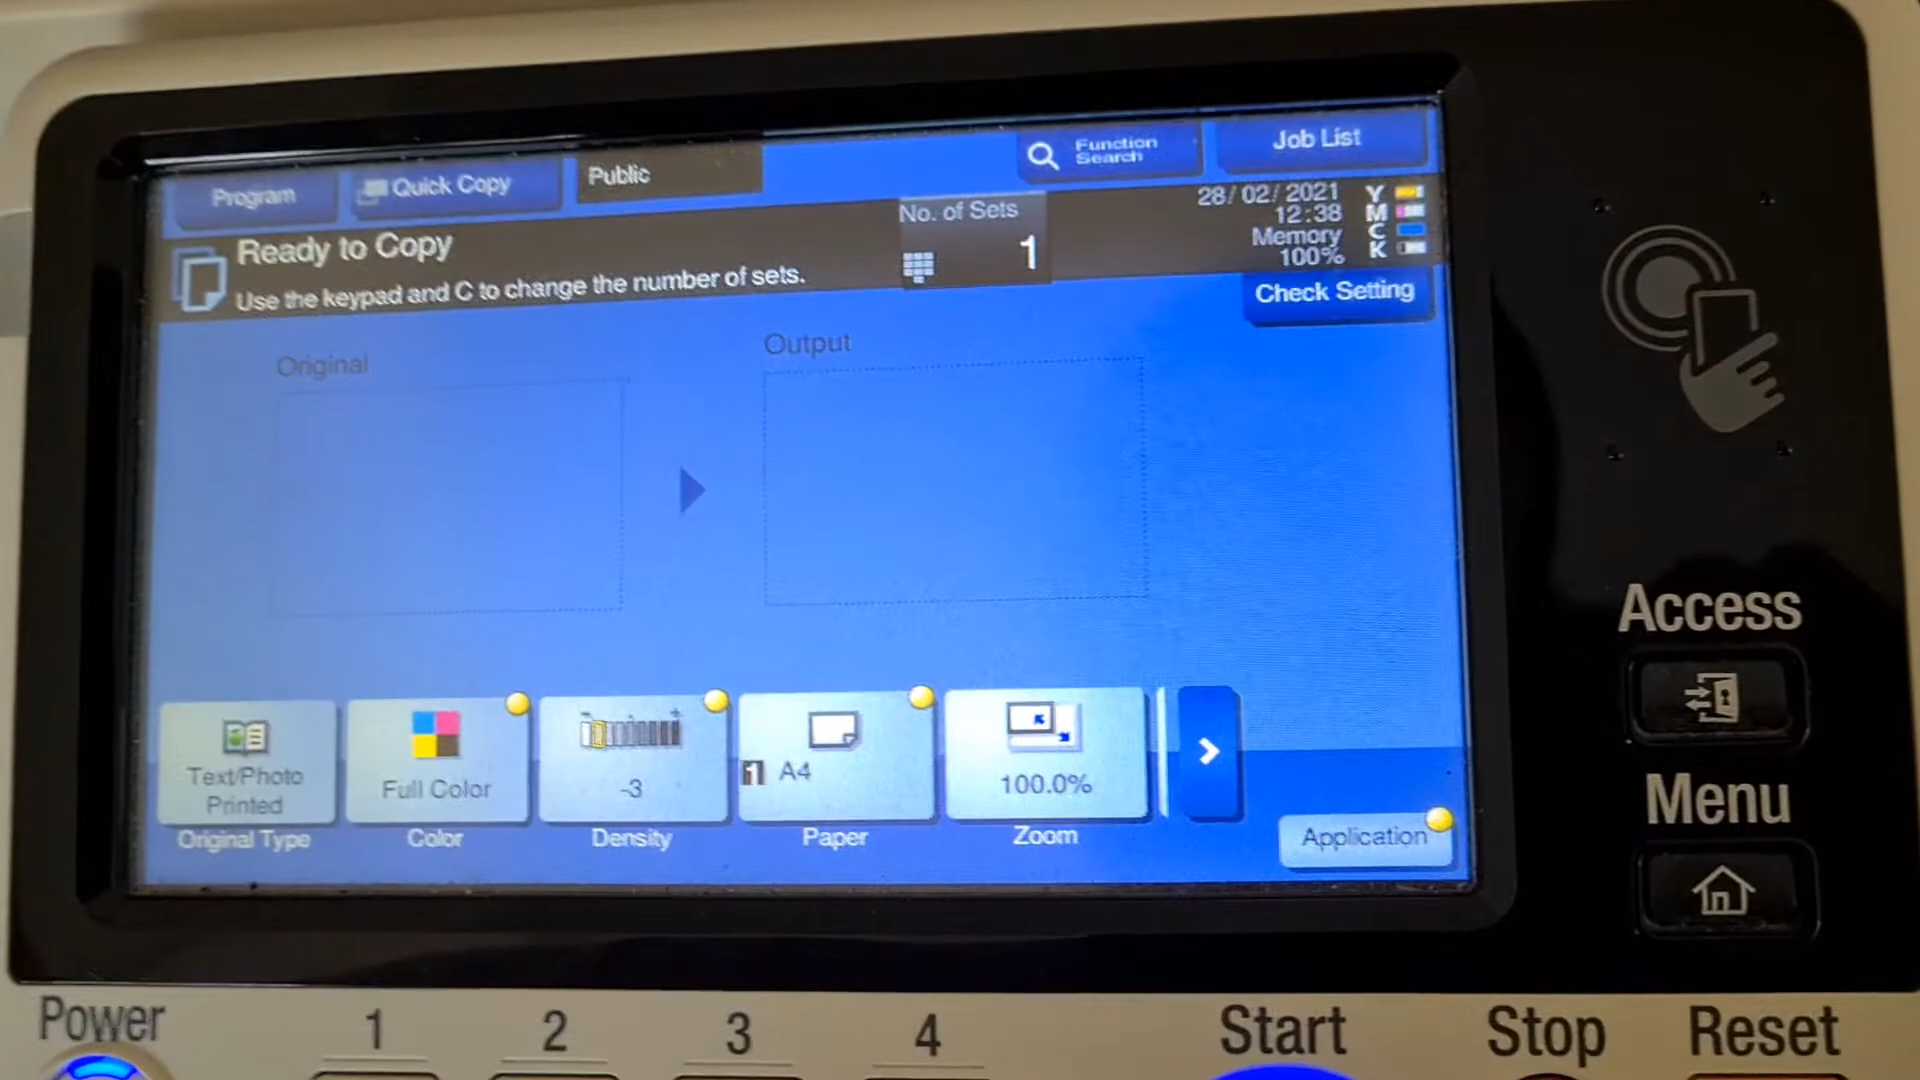 Program
Quick Copy
Public
Function
Search
Job List
Ready to Copy
Use the keypad and C to change the number of sets.
No. of Sets
1
28/02/2021
12:38
Memory
100%
Y
M
C
K
Check Setting
Original
Output
Text/Photo
Printed
Original Type
Full Color
Color
-3
Density
1 A4
Paper
100.0%
Zoom
Application
Access
Menu
Power
1
2
3
4
Start
Stop
Reset